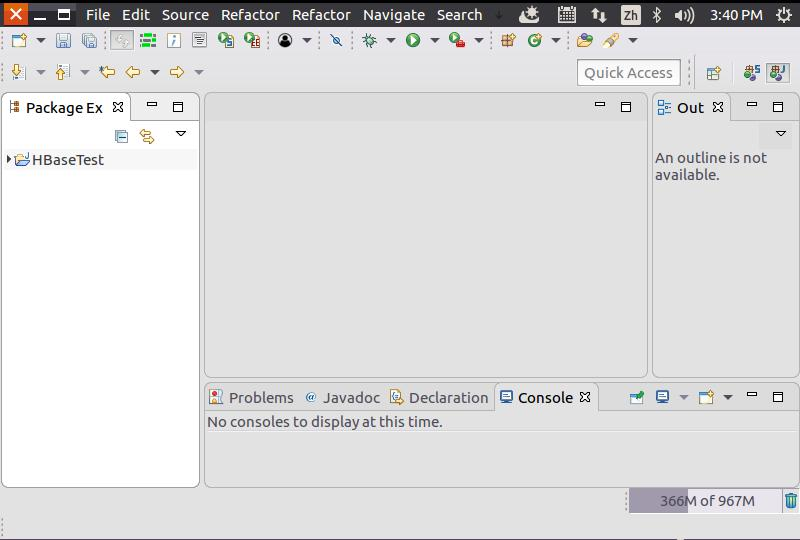 File Edit Source Refactor Refactor Navigate Search Zh 3:40 PM
Quick Access
Package Ex
Out
HBaseTest
An outline is not
available.
Problems @ Javadoc Declaration Console
No consoles to display at this time.
366M of 967M